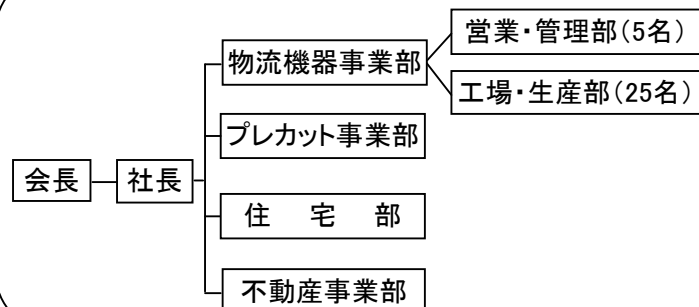 営業・管理部(5名)
物流機器事業部
工場・生産部(25名)
プレカット事業部
会長
社長
住宅部
不動産事業部